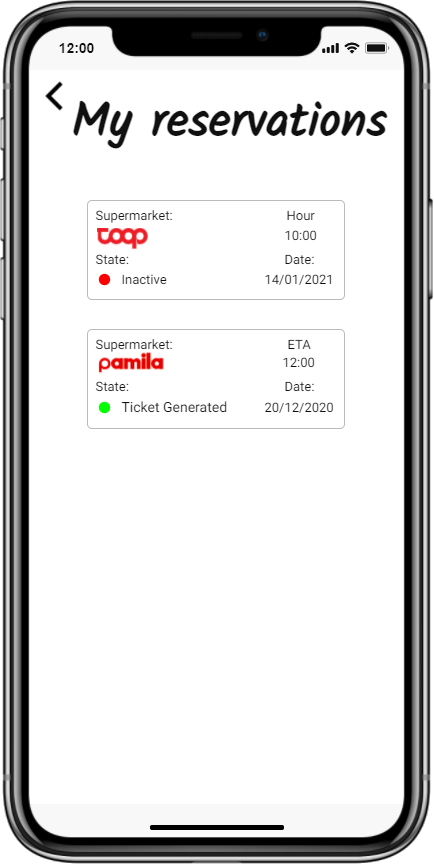 12:00
My reservations
Supermarket: Hour
toop 10:00
State: Date:
Inactive 14/01/2021
Supermarket: ETA
pamila 12:00
State: Date:
Ticket Generated 20/12/2020